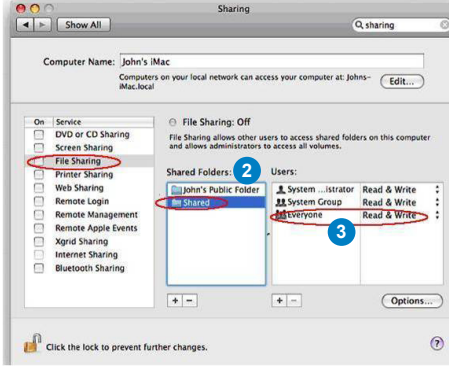 Sharing
Show All
sharing
Computer Name: John's iMac
Computers on your local network can access your computer at: Johns-
iMac.local
Edit...
On Service
DVD or CD Sharing
Screen Sharing
File Sharing
Printer Sharing
Web Sharing
Remote Login
Remote Management
Remote Apple Events
Xgrid Sharing
Internet Sharing
Bluetooth Sharing
File Sharing: Off
File Sharing allows other users to access shared folders on this computer
and allows administrators to access all volumes.
Shared Folders: 2
John's Public Folder
Shared
Users:
System ...istrator Read & Write
System Group Read & Write
Everyone Read & Write
3
+ −
+ −
Options...
Click the lock to prevent further changes.
?